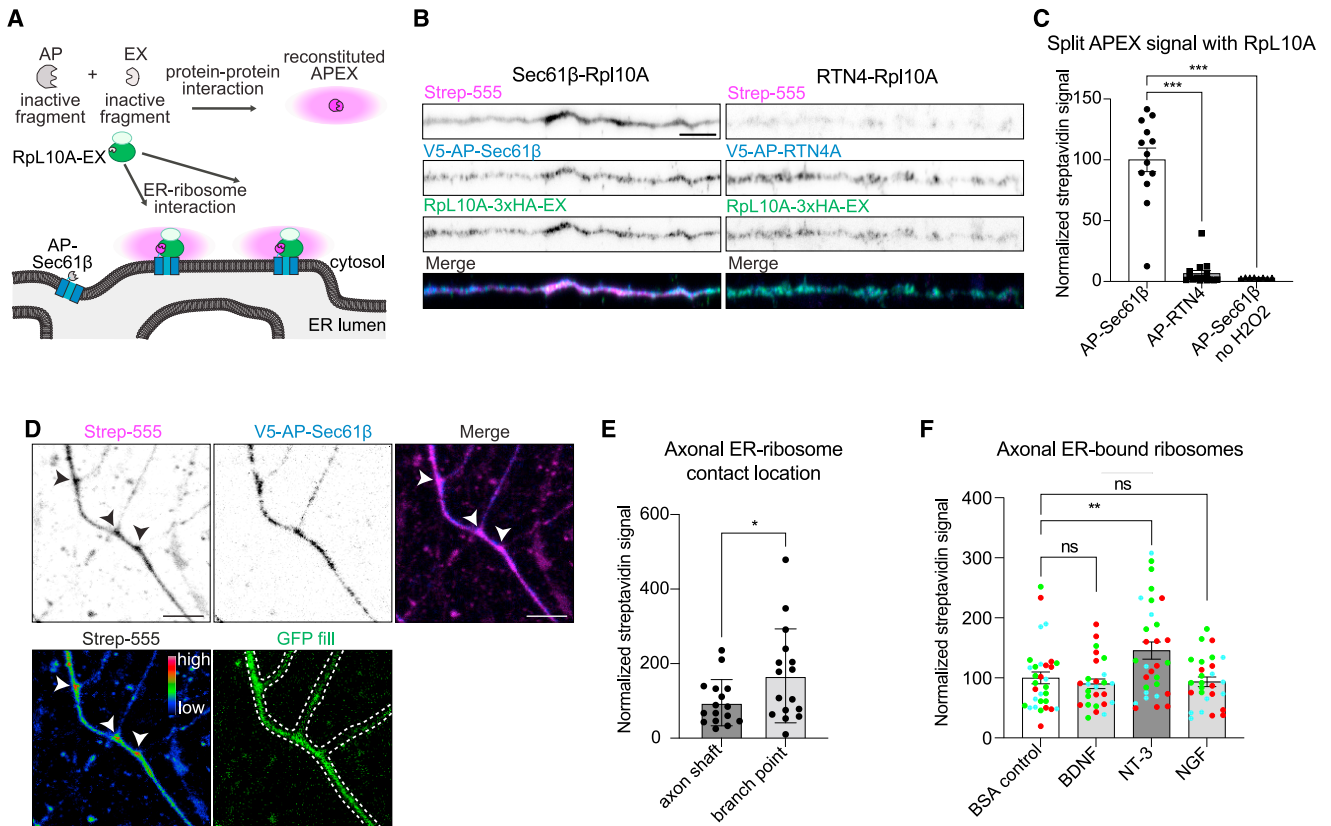 A
AP
+
EX
inactive
fragment
inactive
fragment
protein-protein
interaction
reconstituted
APEX
RpL10A-EX
ER-ribosome
interaction
AP-
Sec61β
cytosol
ER lumen
B
Sec61β-Rpl10A
RTN4-Rpl10A
Strep-555
Strep-555
V5-AP-Sec61β
V5-AP-RTN4A
RpL10A-3xHA-EX
RpL10A-3xHA-EX
Merge
Merge
C
Split APEX signal with RpL10A
***
***
150
100
50
0
Normalized streptavidin signal
AP-Sec61β
AP-RTN4
AP-Sec61β
no H2O2
D
Strep-555
V5-AP-Sec61β
Merge
Strep-555
GFP fill
high
low
E
Axonal ER-ribosome
contact location
*
600
400
200
0
Normalized streptavidin signal
axon shaft
branch point
F
Axonal ER-bound ribosomes
ns
**
ns
400
300
200
100
0
Normalized streptavidin signal
BSA control
BDNF
NT-3
NGF